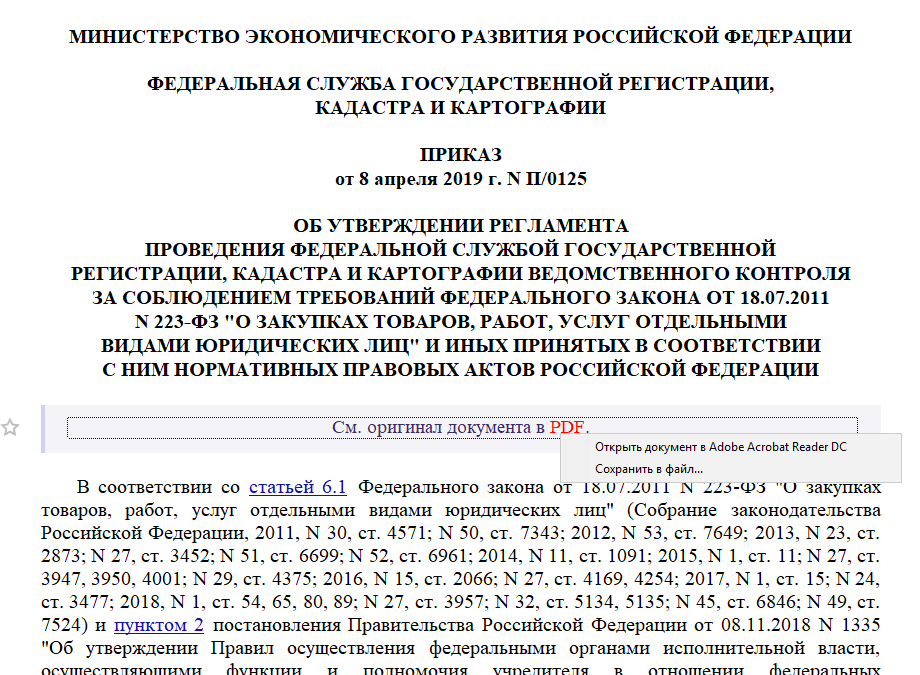 МИНИСТЕРСТВО ЭКОНОМИЧЕСКОГО РАЗВИТИЯ РОССИЙСКОЙ ФЕДЕРАЦИИ
ФЕДЕРАЛЬНАЯ СЛУЖБА ГОСУДАРСТВЕННОЙ РЕГИСТРАЦИИ,
КАДАСТРА И КАРТОГРАФИИ
ПРИКАЗ
от 8 апреля 2019 г. N П/0125
ОБ УТВЕРЖДЕНИИ РЕГЛАМЕНТА
ПРОВЕДЕНИЯ ФЕДЕРАЛЬНОЙ СЛУЖБОЙ ГОСУДАРСТВЕННОЙ
РЕГИСТРАЦИИ, КАДАСТРА И КАРТОГРАФИИ ВЕДОМСТВЕННОГО КОНТРОЛЯ
ЗА СОБЛЮДЕНИЕМ ТРЕБОВАНИЙ ФЕДЕРАЛЬНОГО ЗАКОНА ОТ 18.07.2011
N 223-ФЗ "О ЗАКУПКАХ ТОВАРОВ, РАБОТ, УСЛУГ ОТДЕЛЬНЫМИ
ВИДАМИ ЮРИДИЧЕСКИХ ЛИЦ" И ИНЫХ ПРИНЯТЫХ В СООТВЕТСТВИИ
С НИМ НОРМАТИВНЫХ ПРАВОВЫХ АКТОВ РОССИЙСКОЙ ФЕДЕРАЦИИ
См. оригинал документа в PDF.
Открыть документ в Adobe Acrobat Reader DC
Сохранить в файл...
В соответствии со статьей 6.1 Федерального закона от 18.07.2011 N 223-ФЗ "О закупках
товаров, работ, услуг отдельными видами юридических лиц" (Собрание законодательства
Российской Федерации, 2011, N 30, ст. 4571; N 50, ст. 7343; 2012, N 53, ст. 7649; 2013, N 23, ст.
2873; N 27, ст. 3452; N 51, ст. 6699; N 52, ст. 6961; 2014, N 11, ст. 1091; 2015, N 1, ст. 11; N 27, ст.
3947, 3950, 4001; N 29, ст. 4375; 2016, N 15, ст. 2066; N 27, ст. 4169, 4254; 2017, N 1, ст. 15; N 24,
ст. 3477; 2018, N 1, ст. 54, 65, 80, 89; N 27, ст. 3957; N 32, ст. 5134, 5135; N 45, ст. 6846; N 49, ст.
7524) и пунктом 2 постановления Правительства Российской Федерации от 08.11.2018 N 1335
"Об утверждении Правил осуществления федеральными органами исполнительной власти,
осуществляющими функции и полномочия учредителя в отношении федеральных